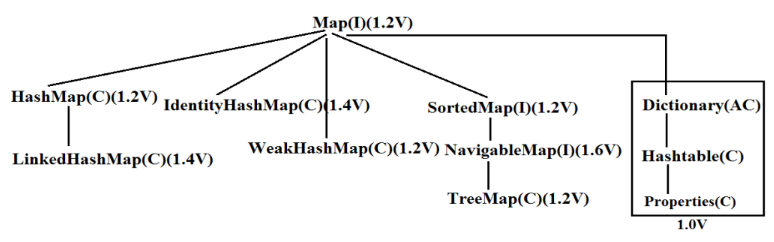 Map(I)(1.2V)
HashMap(C)(1.2V)
IdentityHashMap(C)(1.4V)
SortedMap(I)(1.2V)
Dictionary(AC)
LinkedHashMap(C)(1.4V)
WeakHashMap(C)(1.2V)
NavigableMap(I)(1.6V)
Hashtable(C)
TreeMap(C)(1.2V)
Properties(C)
1.0V